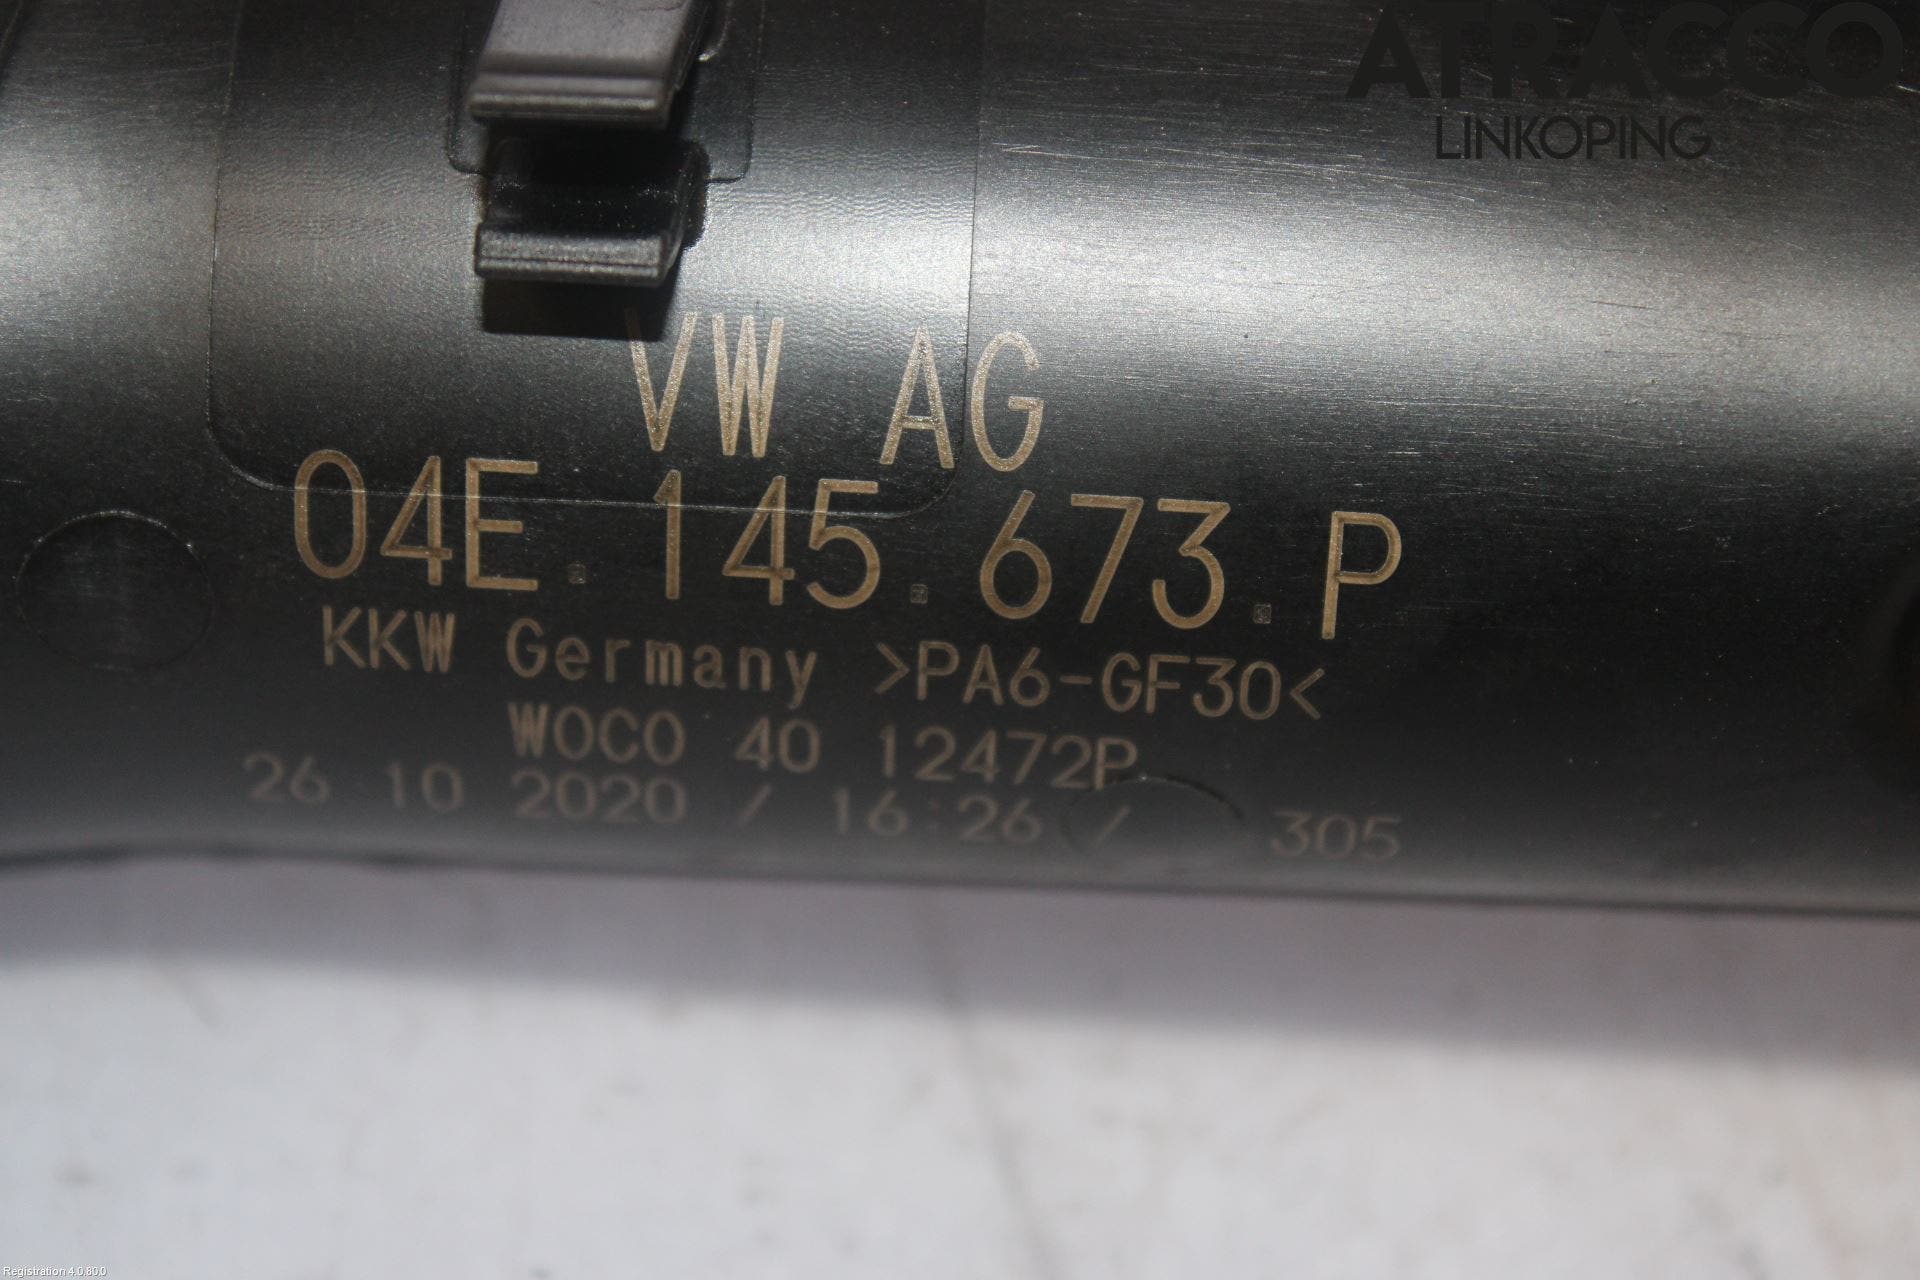 ATRACCO
LINKÖPING
VW AG
04E.145.673.P
KKW Germany >PA6-GF30<
WOCO 40 12472P
26 10 2020 / 16:26 / 305
Registration 4.0.80.0